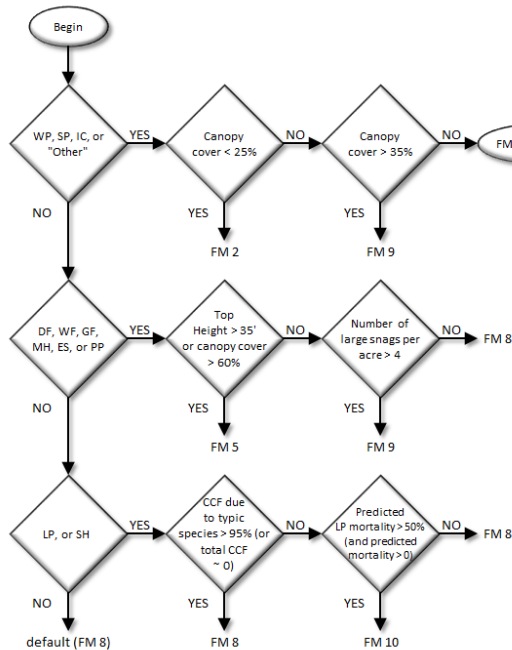 Begin
WP, SP, IC, or
"Other"
YES
Canopy
cover < 25%
NO
Canopy
cover > 35%
NO
FM
NO
YES
FM 2
YES
FM 9
DF, WF, GF,
MH, ES, or PP
YES
Top
Height > 35'
or canopy cover
> 60%
NO
Number of
large snags per
acre > 4
NO
FM 8
NO
YES
FM 5
YES
FM 9
LP, or SH
YES
CCF due
to typic
species > 95% (or
total CCF
~ 0)
NO
Predicted
LP mortality > 50%
(and predicted
mortality > 0)
NO
FM 8
NO
YES
YES
default (FM 8)
FM 8
FM 10